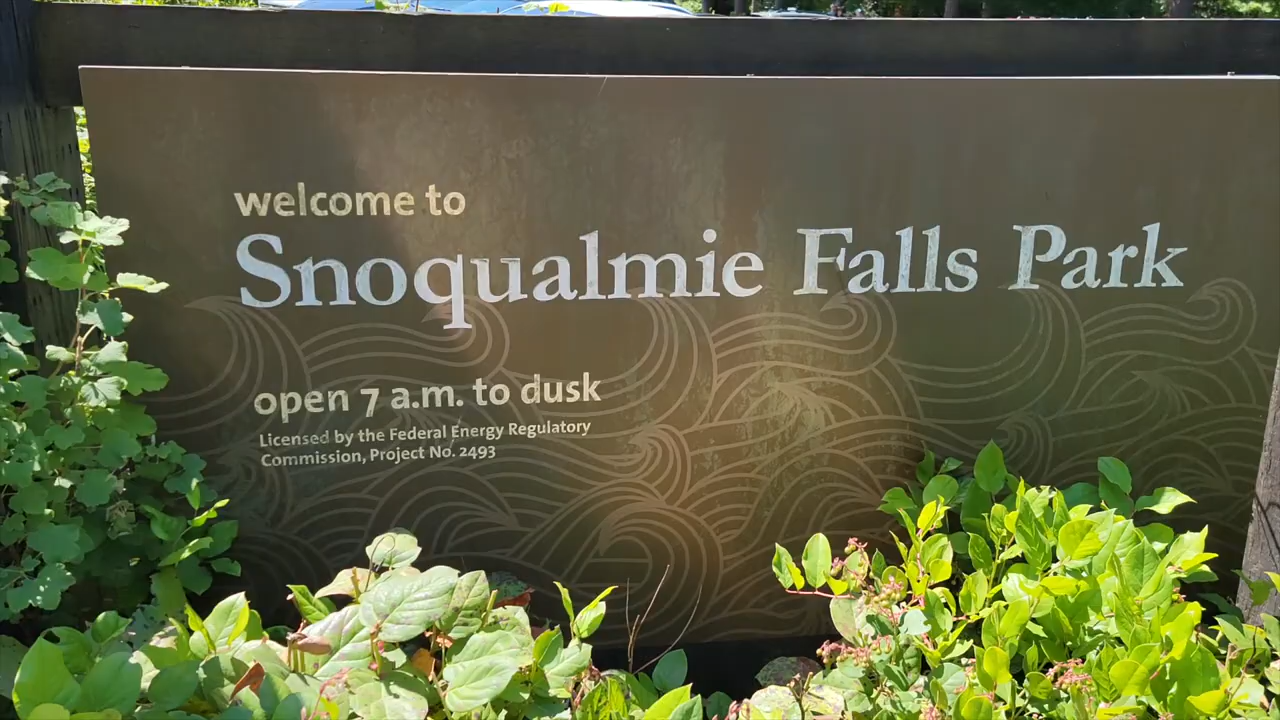 welcome to
Snoqualmie Falls Park
open 7 a.m. to dusk
Licensed by the Federal Energy Regulatory
Commission, Project No. 2493